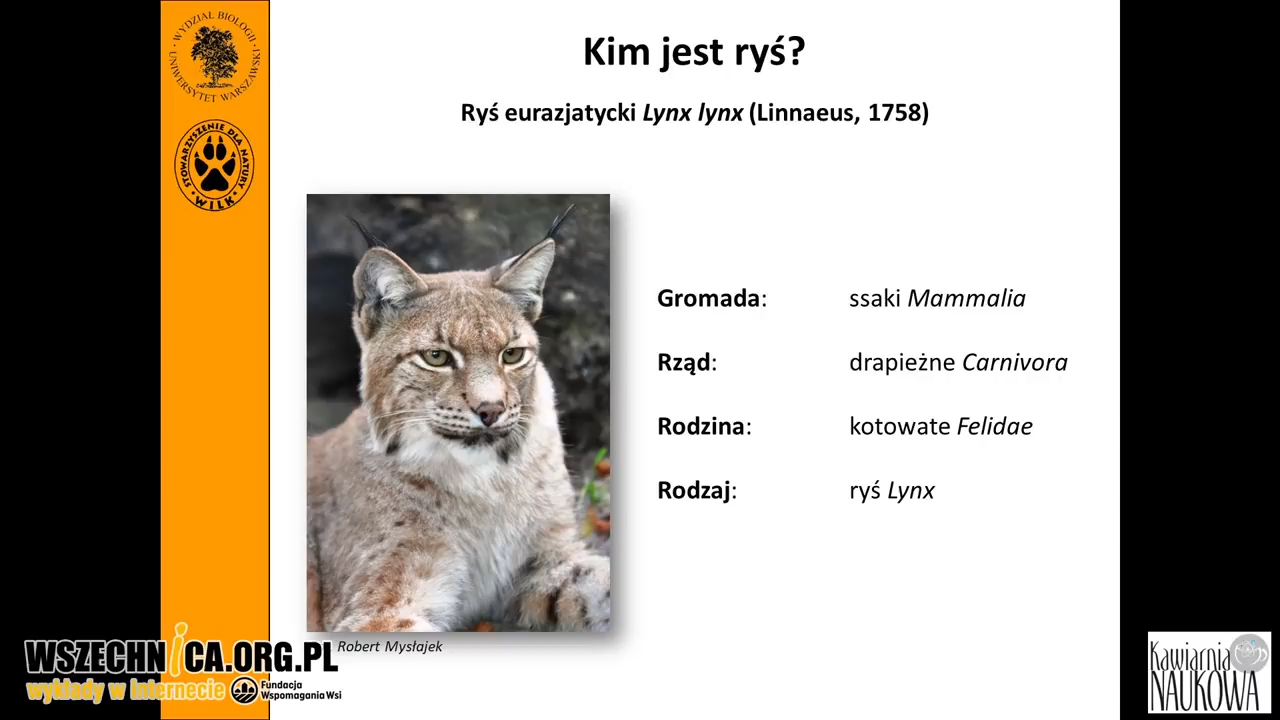 WYDZIAŁ BIOLOGII
UNIWERSYTET WARSZAWSKI
STOWARZYSZENIE DLA NATURY
WILK
Kim jest ryś?
Ryś eurazjatycki Lynx lynx (Linnaeus, 1758)
Gromada: ssaki Mammalia
Rząd: drapieżne Carnivora
Rodzina: kotowate Felidae
Rodzaj: ryś Lynx
Robert Mysłajek
WSZECHNiCA.ORG.PL
wykłady w internecie
Fundacja
Wspomagania Wsi
Kawiarnia
NAUKOWA